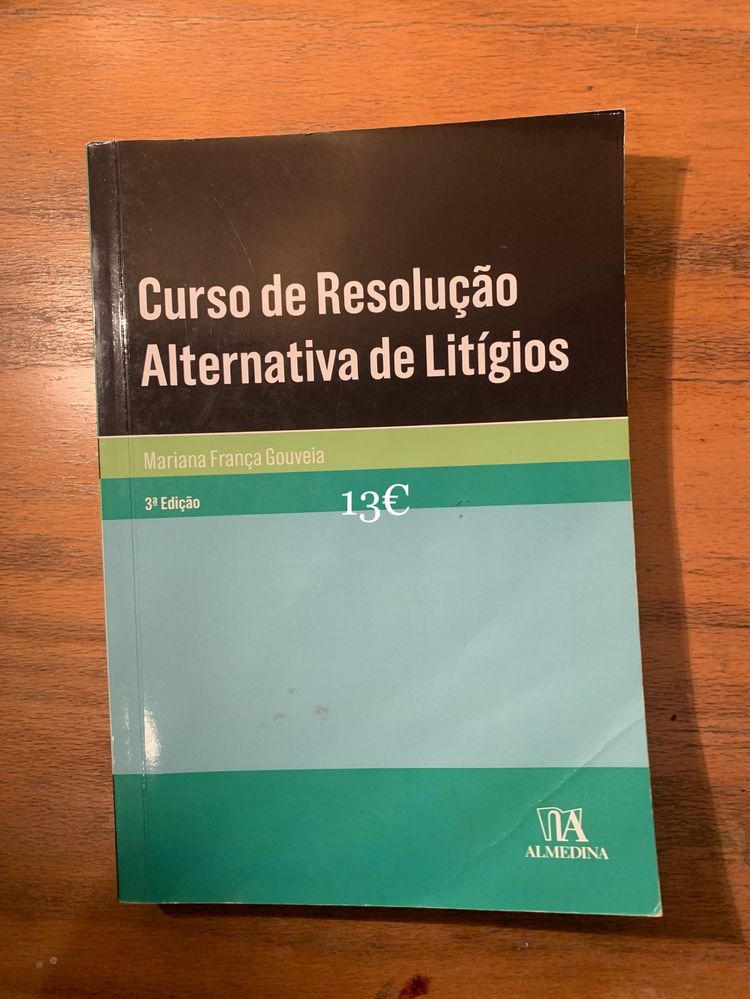 Curso de Resolução
Alternativa de Litígios
Mariana França Gouveia
3ª Edição
13€
ALMEDINA